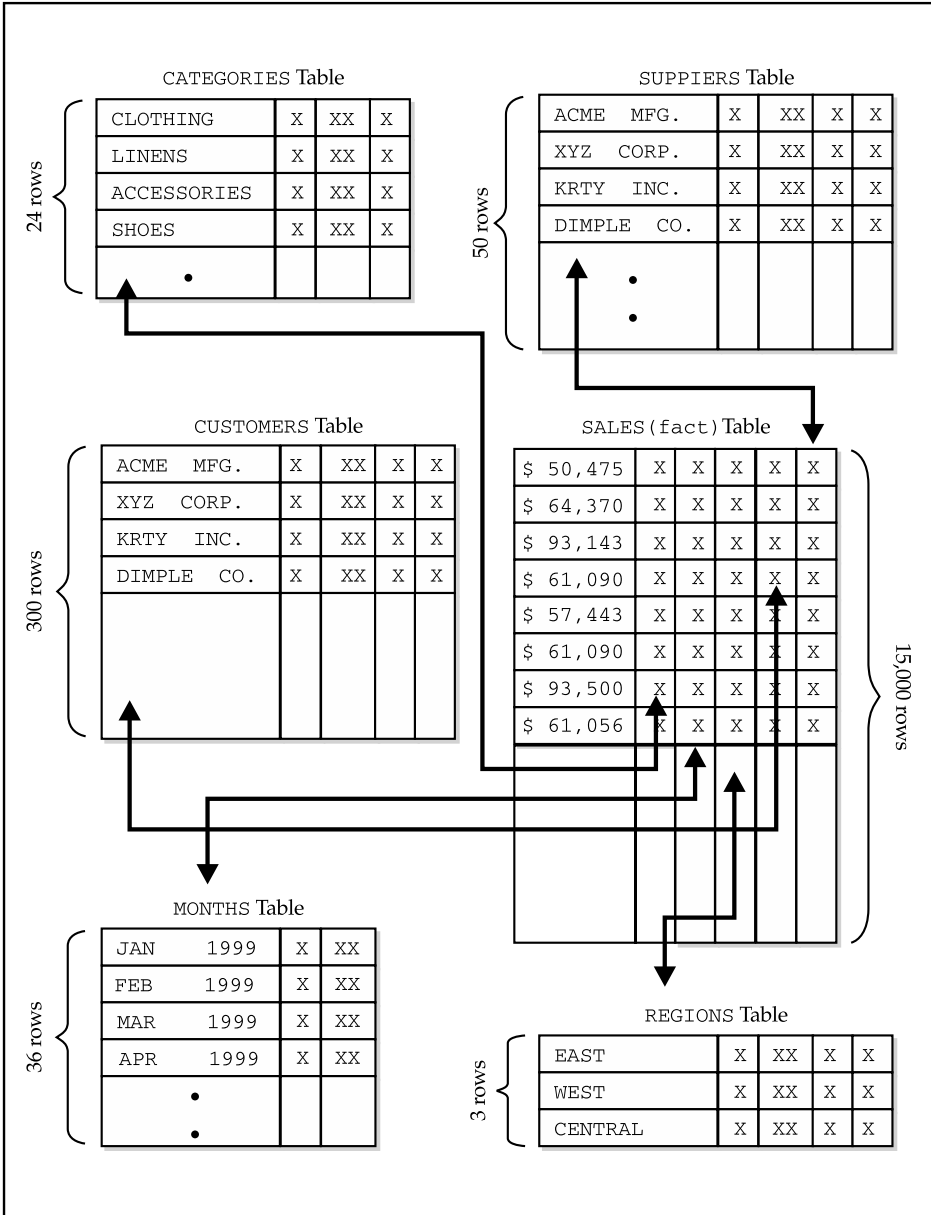 CATEGORIES Table
24 rows
CLOTHING X XX X
LINENS X XX X
ACCESSORIES X XX X
SHOES X XX X
SUPPIERS Table
50 rows
ACME MFG. X XX X X
XYZ CORP. X XX X X
KRTY INC. X XX X X
DIMPLE CO. X XX X X
CUSTOMERS Table
300 rows
ACME MFG. X XX X X
XYZ CORP. X XX X X
KRTY INC. X XX X X
DIMPLE CO. X XX X X
SALES(fact)Table
$ 50,475 X X X X X
$ 64,370 X X X X X
$ 93,143 X X X X X
$ 61,090 X X X X X
$ 57,443 X X X X X
$ 61,090 X X X X X
$ 93,500 X X X X X
$ 61,056 X X X X X
15,000 rows
MONTHS Table
36 rows
JAN 1999 X XX
FEB 1999 X XX
MAR 1999 X XX
APR 1999 X XX
REGIONS Table
3 rows
EAST X XX X X
WEST X XX X X
CENTRAL X XX X X